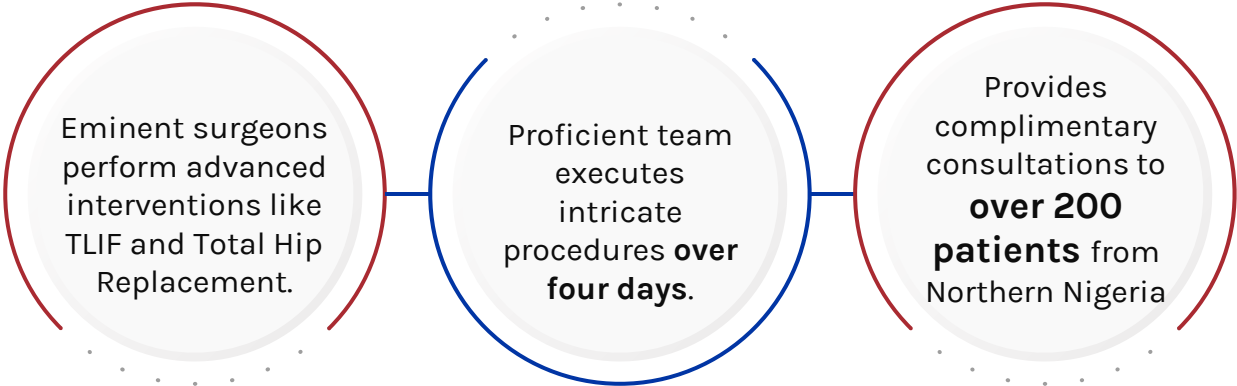 Eminent surgeons
perform advanced
interventions like
TLIF and Total Hip
Replacement.
Proficient team
executes
intricate
procedures over
four days.
Provides
complimentary
consultations to
over 200
patients from
Northern Nigeria